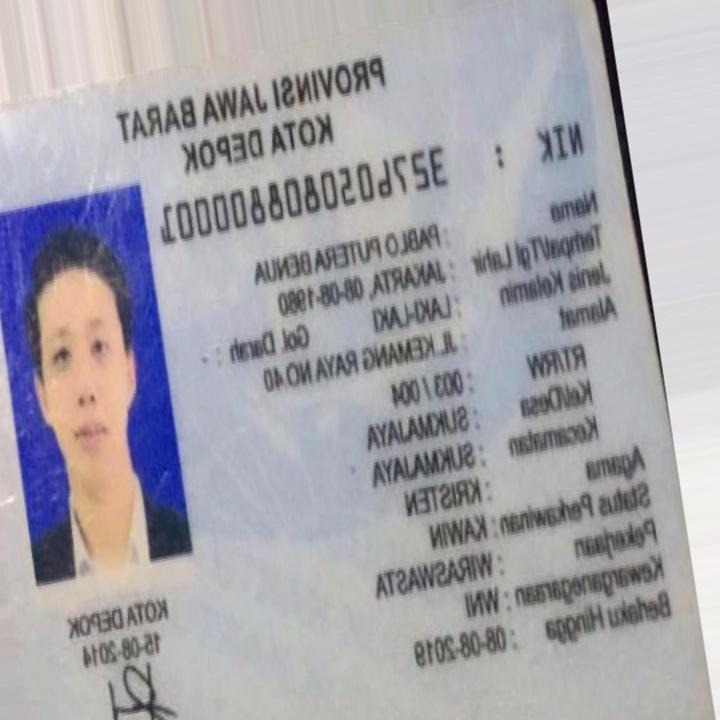 PROVINSI JAWA BARAT
KOTA DEPOK
NIK : 3276050808800001
Nama : PABLO PUTERA BENUA
Tempat/Tgl Lahir : JAKARTA, 08-08-1980
Jenis Kelamin : LAKI-LAKI Gol. Darah : -
Alamat : JL.KEMANG RAYA NO 40
RT/RW : 003 / 004
Kel/Desa : SUKMAJAYA
Kecamatan : SUKMAJAYA
Agama : KRISTEN
Status Perkawinan : KAWIN
Pekerjaan : WIRASWASTA
Kewarganegaraan : WNI
Berlaku Hingga : 08-08-2019
KOTA DEPOK
15-08-2014